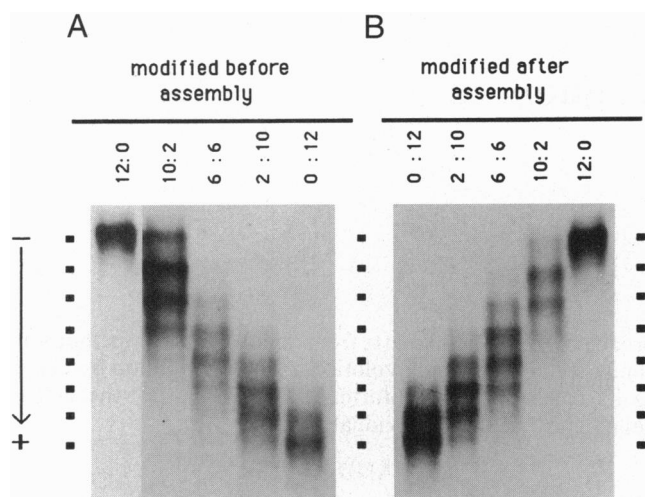 A
B
modified before
assembly
modified after
assembly
12:0 10:2 6:6 2:10 0:12
0:12 2:10 6:6 10:2 12:0
−
+